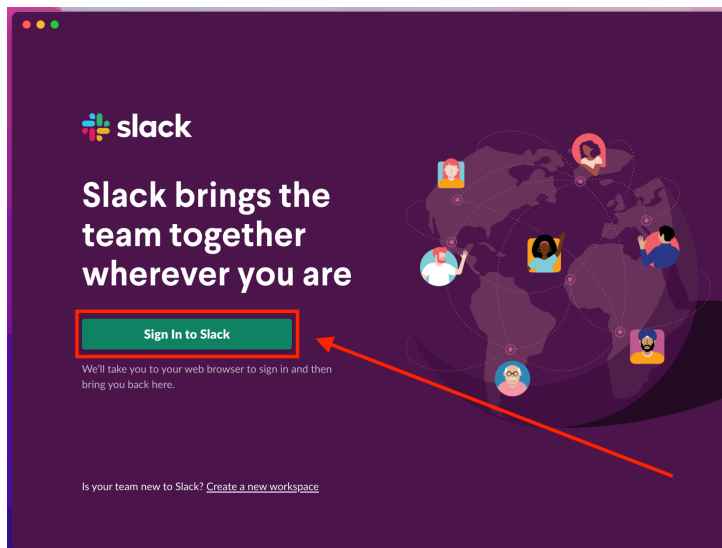 slack
Slack brings the
team together
wherever you are
Sign In to Slack
We'll take you to your web browser to sign in and then
bring you back here.
Is your team new to Slack? Create a new workspace